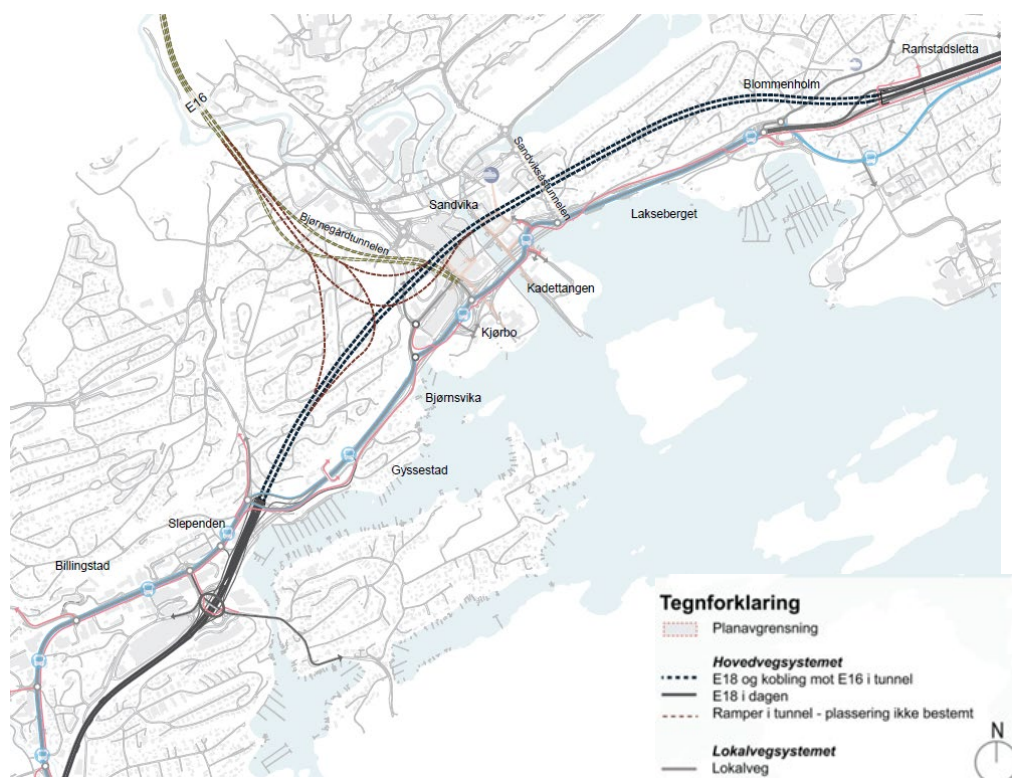 Ramstadsletta
Blommenholm
E16
Sandviksåstunnelen
Sandvika
Lakseberget
Bjørnegårdtunnelen
Kadettangen
Kjørbo
Bjørnsvika
Gyssestad
Slependen
Billingstad
Tegnforklaring
Planavgrensning
Hovedvegsystemet
E18 og kobling mot E16 i tunnel
E18 i dagen
Ramper i tunnel - plassering ikke bestemt
Lokalvegsystemet
Lokalveg
N